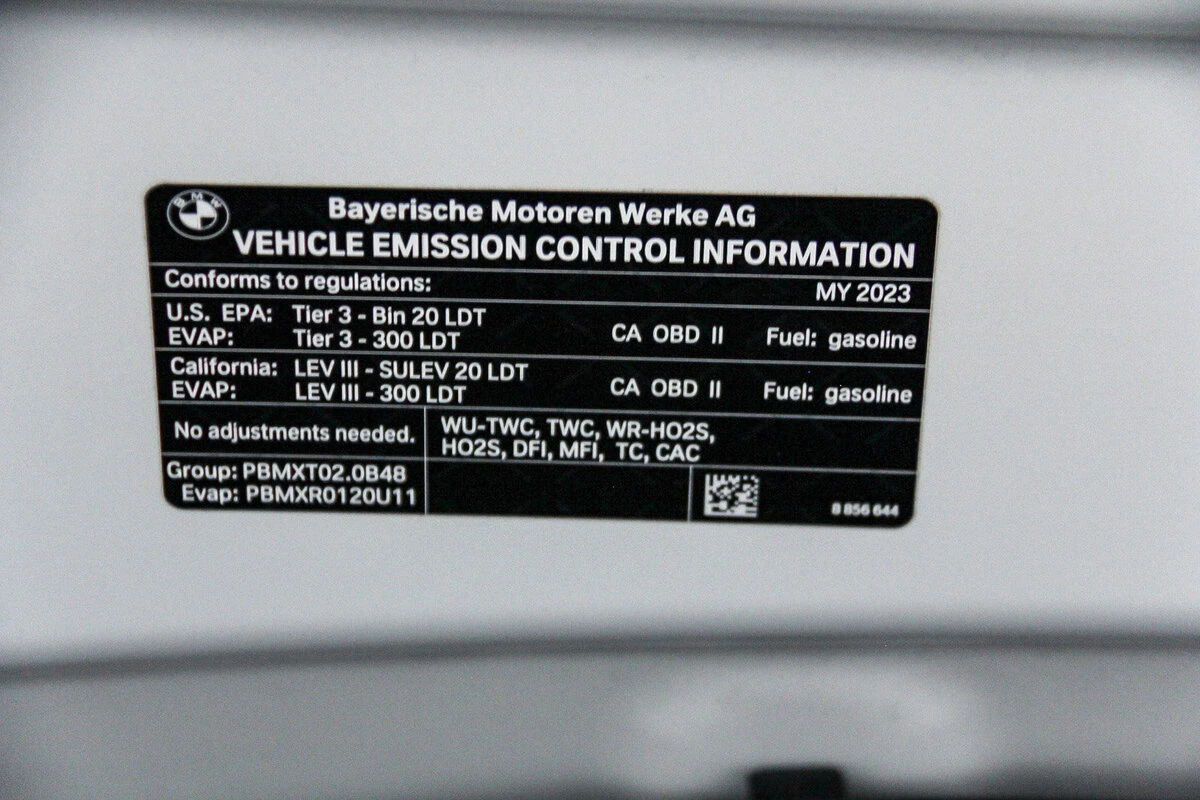 BMW
Bayerische Motoren Werke AG
VEHICLE EMISSION CONTROL INFORMATION
Conforms to regulations:
MY 2023
U.S. EPA: Tier 3 - Bin 20 LDT
EVAP: Tier 3 - 300 LDT
CA OBD II Fuel: gasoline
California: LEV III - SULEV 20 LDT
EVAP: LEV III - 300 LDT
CA OBD II Fuel: gasoline
No adjustments needed.
WU-TWC, TWC, WR-HO2S,
HO2S, DFI, MFI, TC, CAC
Group: PBMXT02.0B48
Evap: PBMXR0120U11
8 856 644